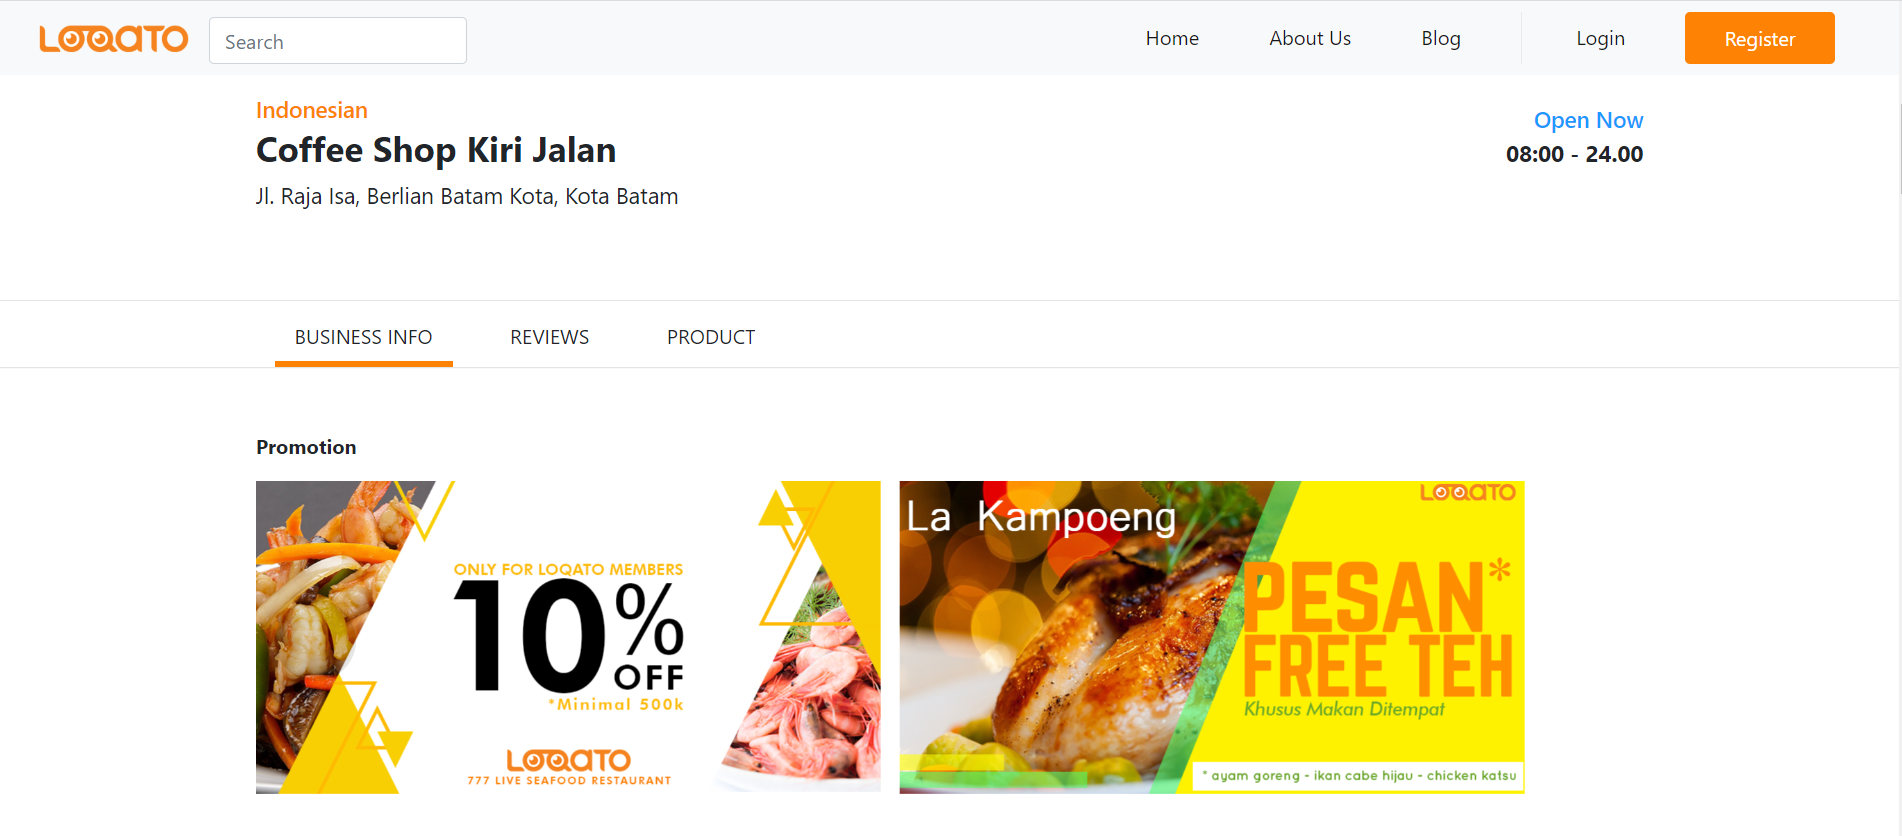 LOQATO
Search
Home
About Us
Blog
Login
Register
Indonesian
Coffee Shop Kiri Jalan
Jl. Raja Isa, Berlian Batam Kota, Kota Batam
Open Now
08:00 - 24.00
BUSINESS INFO
REVIEWS
PRODUCT
Promotion
ONLY FOR LOQATO MEMBERS
10%
OFF
*Minimal 500k
LOQATO
777 LIVE SEAFOOD RESTAURANT
LOQATO
La Kampoeng
PESAN*
FREE TEH
Khusus Makan Ditempat
* ayam goreng - ikan cabe hijau - chicken katsu